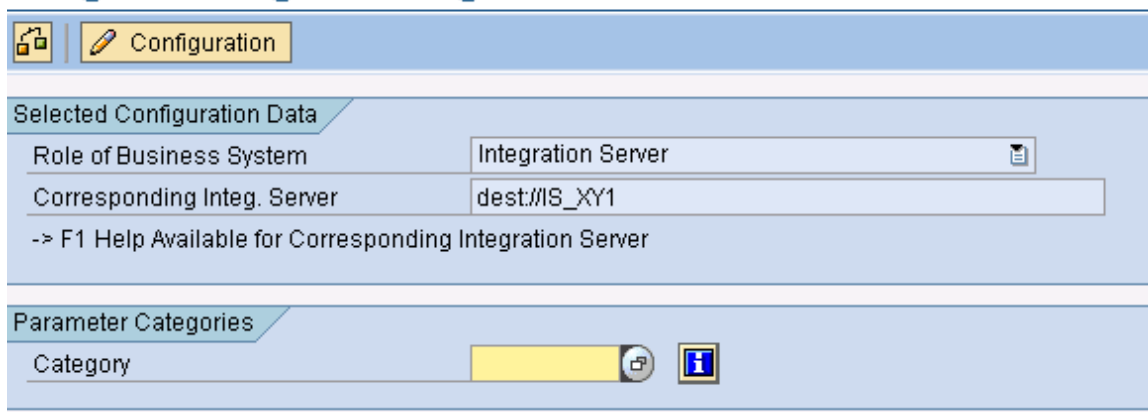 Configuration
Selected Configuration Data
Role of Business System Integration Server
Corresponding Integ. Server dest://IS_XY1
-> F1 Help Available for Corresponding Integration Server
Parameter Categories
Category